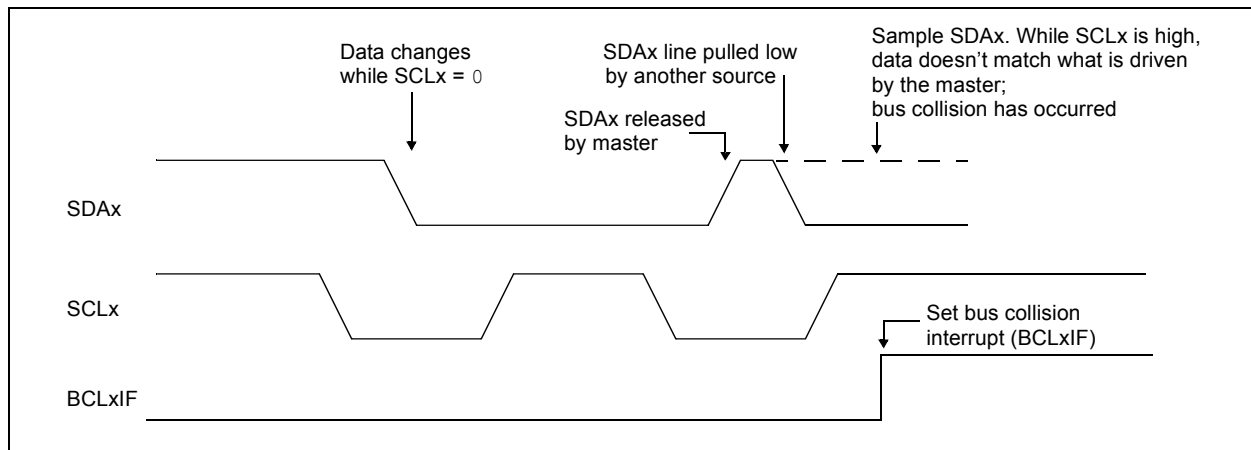 Data changes
while SCLx = 0
SDAx line pulled low
by another source
Sample SDAx. While SCLx is high,
data doesn't match what is driven
by the master;
bus collision has occurred
SDAx released
by master
SDAx
SCLx
Set bus collision
interrupt (BCLxIF)
BCLxIF